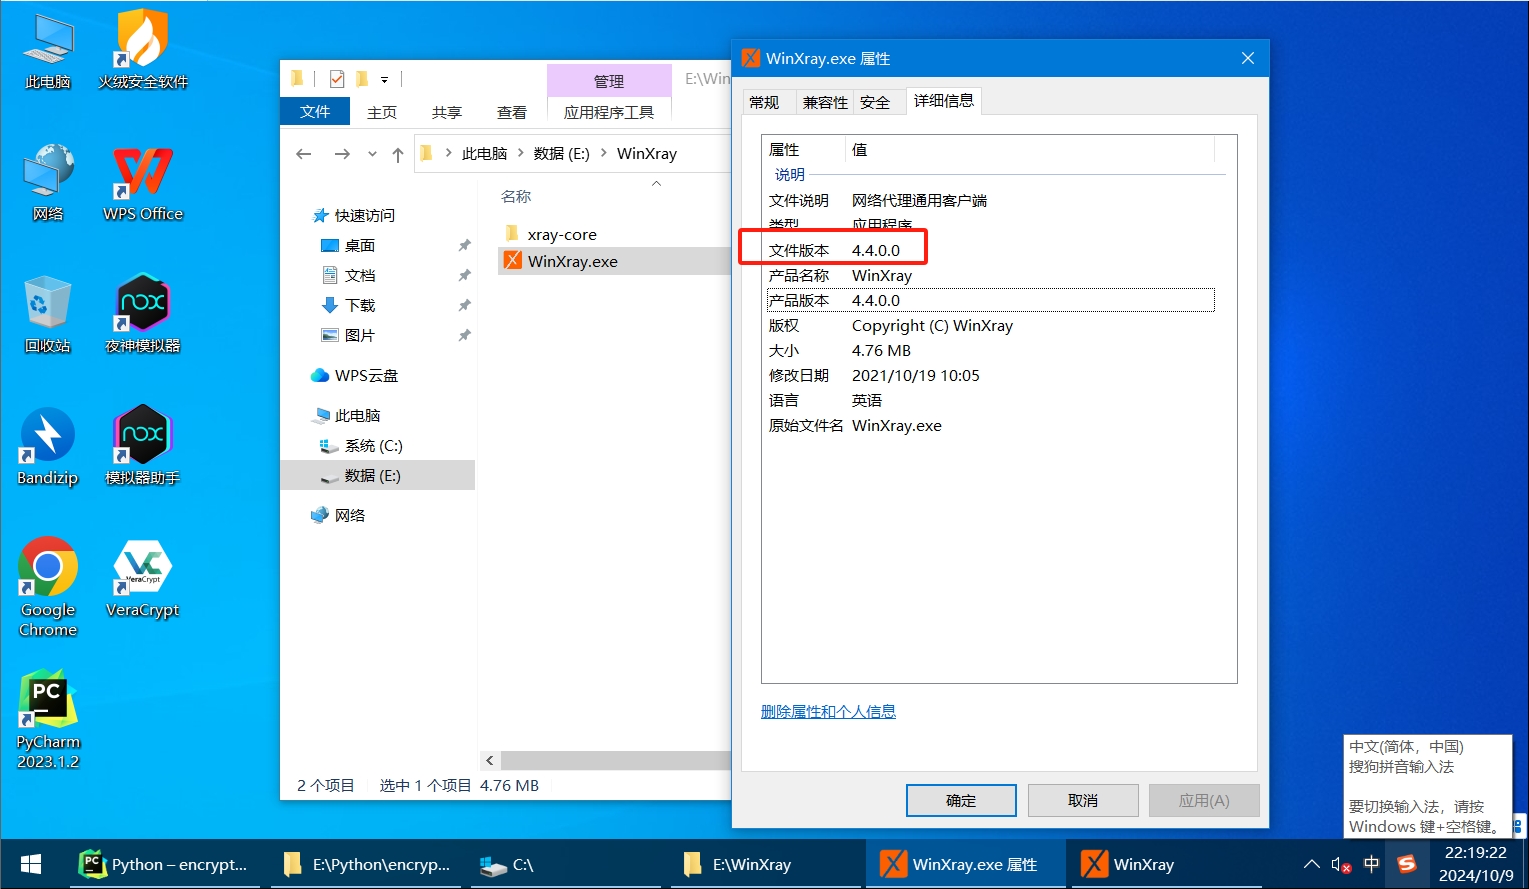 此电脑
火绒安全软件
网络
WPS Office
回收站
夜神模拟器
Bandizip
模拟器助手
Google
Chrome
VeraCrypt
PyCharm
2023.1.2
管理
E:\Win
文件
主页
共享
查看
应用程序工具
此电脑
数据 (E:)
WinXray
名称
快速访问
桌面
文档
下载
图片
WPS云盘
此电脑
系统 (C:)
数据 (E:)
网络
xray-core
WinXray.exe
2 个项目
选中 1 个项目 4.76 MB
WinXray.exe 属性
常规
兼容性
安全
详细信息
属性 值
说明
文件说明 网络代理通用客户端
类型 应用程序
文件版本 4.4.0.0
产品名称 WinXray
产品版本 4.4.0.0
版权 Copyright (C) WinXray
大小 4.76 MB
修改日期 2021/10/19 10:05
语言 英语
原始文件名 WinXray.exe
删除属性和个人信息
确定
取消
应用(A)
中文(简体，中国)
搜狗拼音输入法
要切换输入法，请按
Windows 键+空格键。
Python – encrypt...
E:\Python\encryp...
C:\
E:\WinXray
WinXray.exe 属性
WinXray
中
22:19:22
2024/10/9